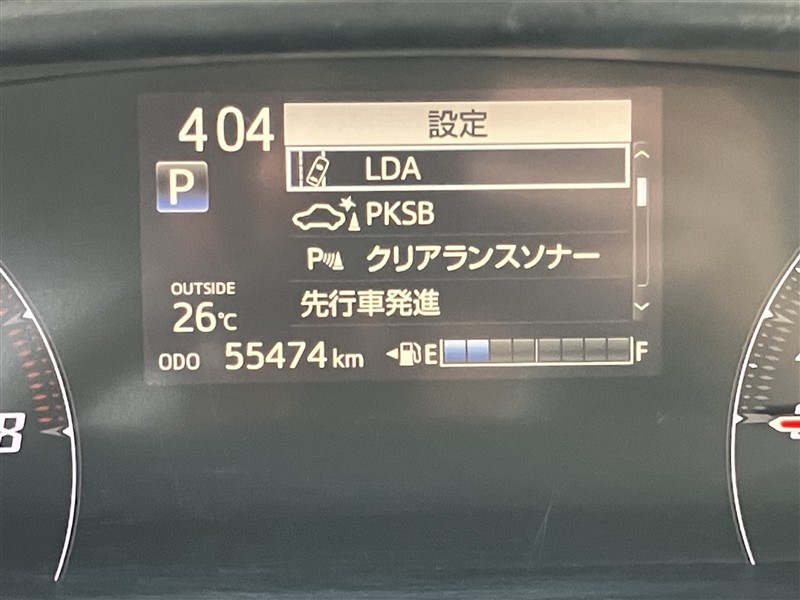 404
設定
LDA
P
PKSB
P クリアランスソナー
先行車発進
OUTSIDE
26℃
ODO 55474 km E F
8